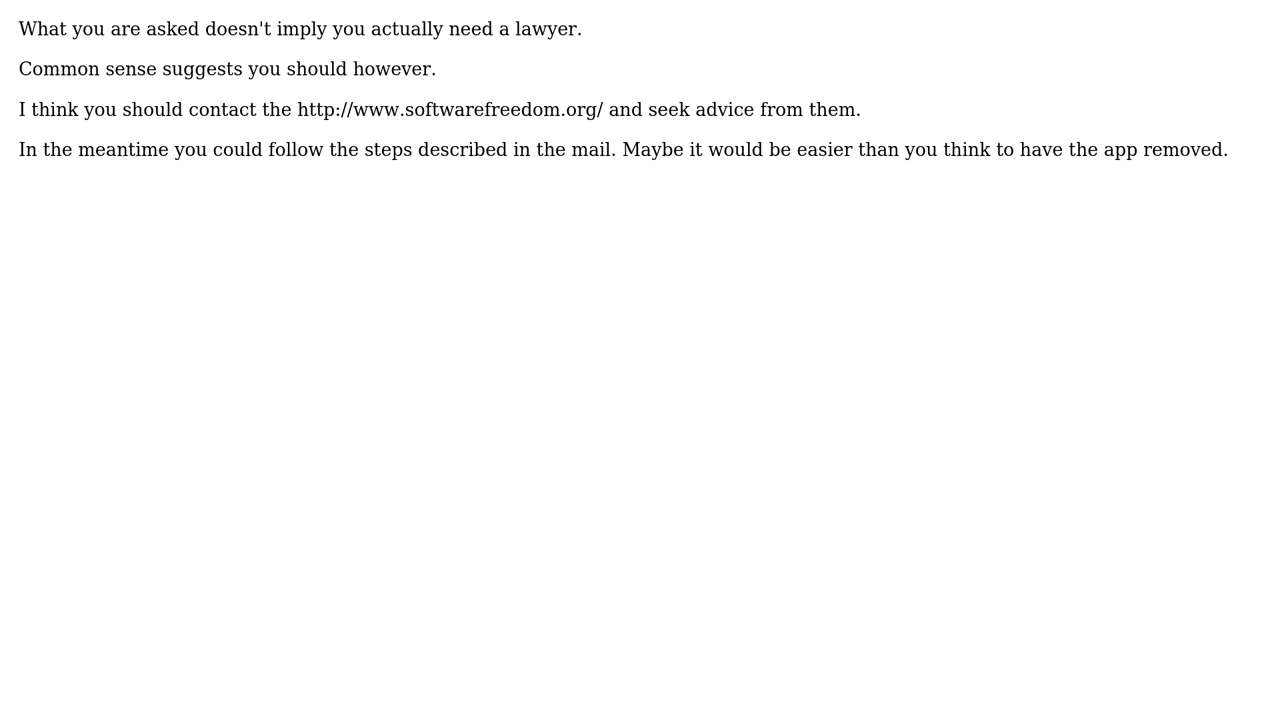 What you are asked doesn't imply you actually need a lawyer.
Common sense suggests you should however.
I think you should contact the http://www.softwarefreedom.org/ and seek advice from them.
In the meantime you could follow the steps described in the mail. Maybe it would be easier than you think to have the app removed.